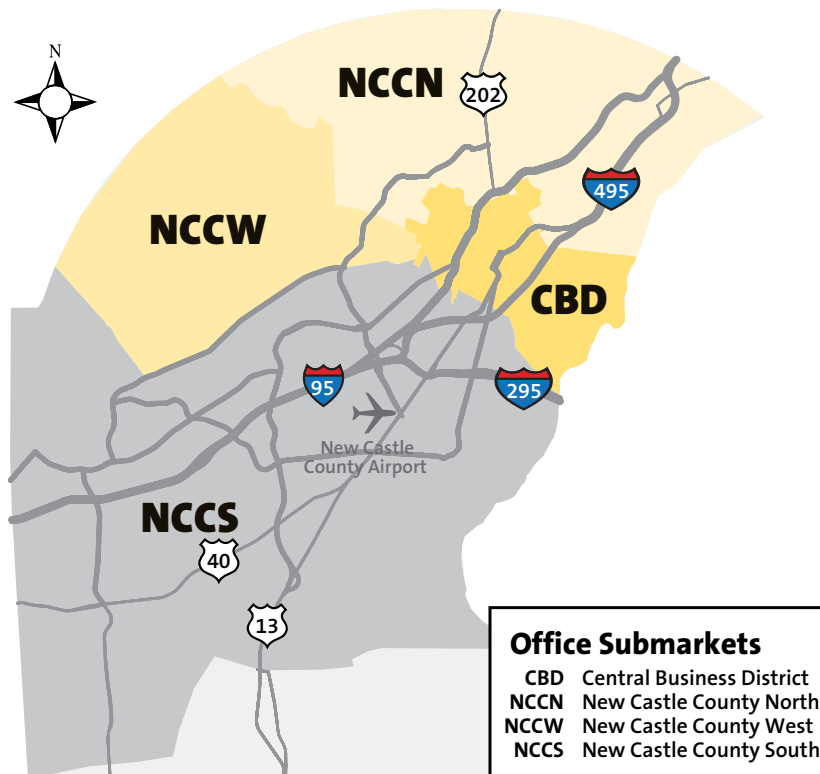 N
NCCN
202
495
NCCW
CBD
95
295
New Castle
County Airport
NCCS
40
13
Office Submarkets
CBD Central Business District
NCCN New Castle County North
NCCW New Castle County West
NCCS New Castle County South